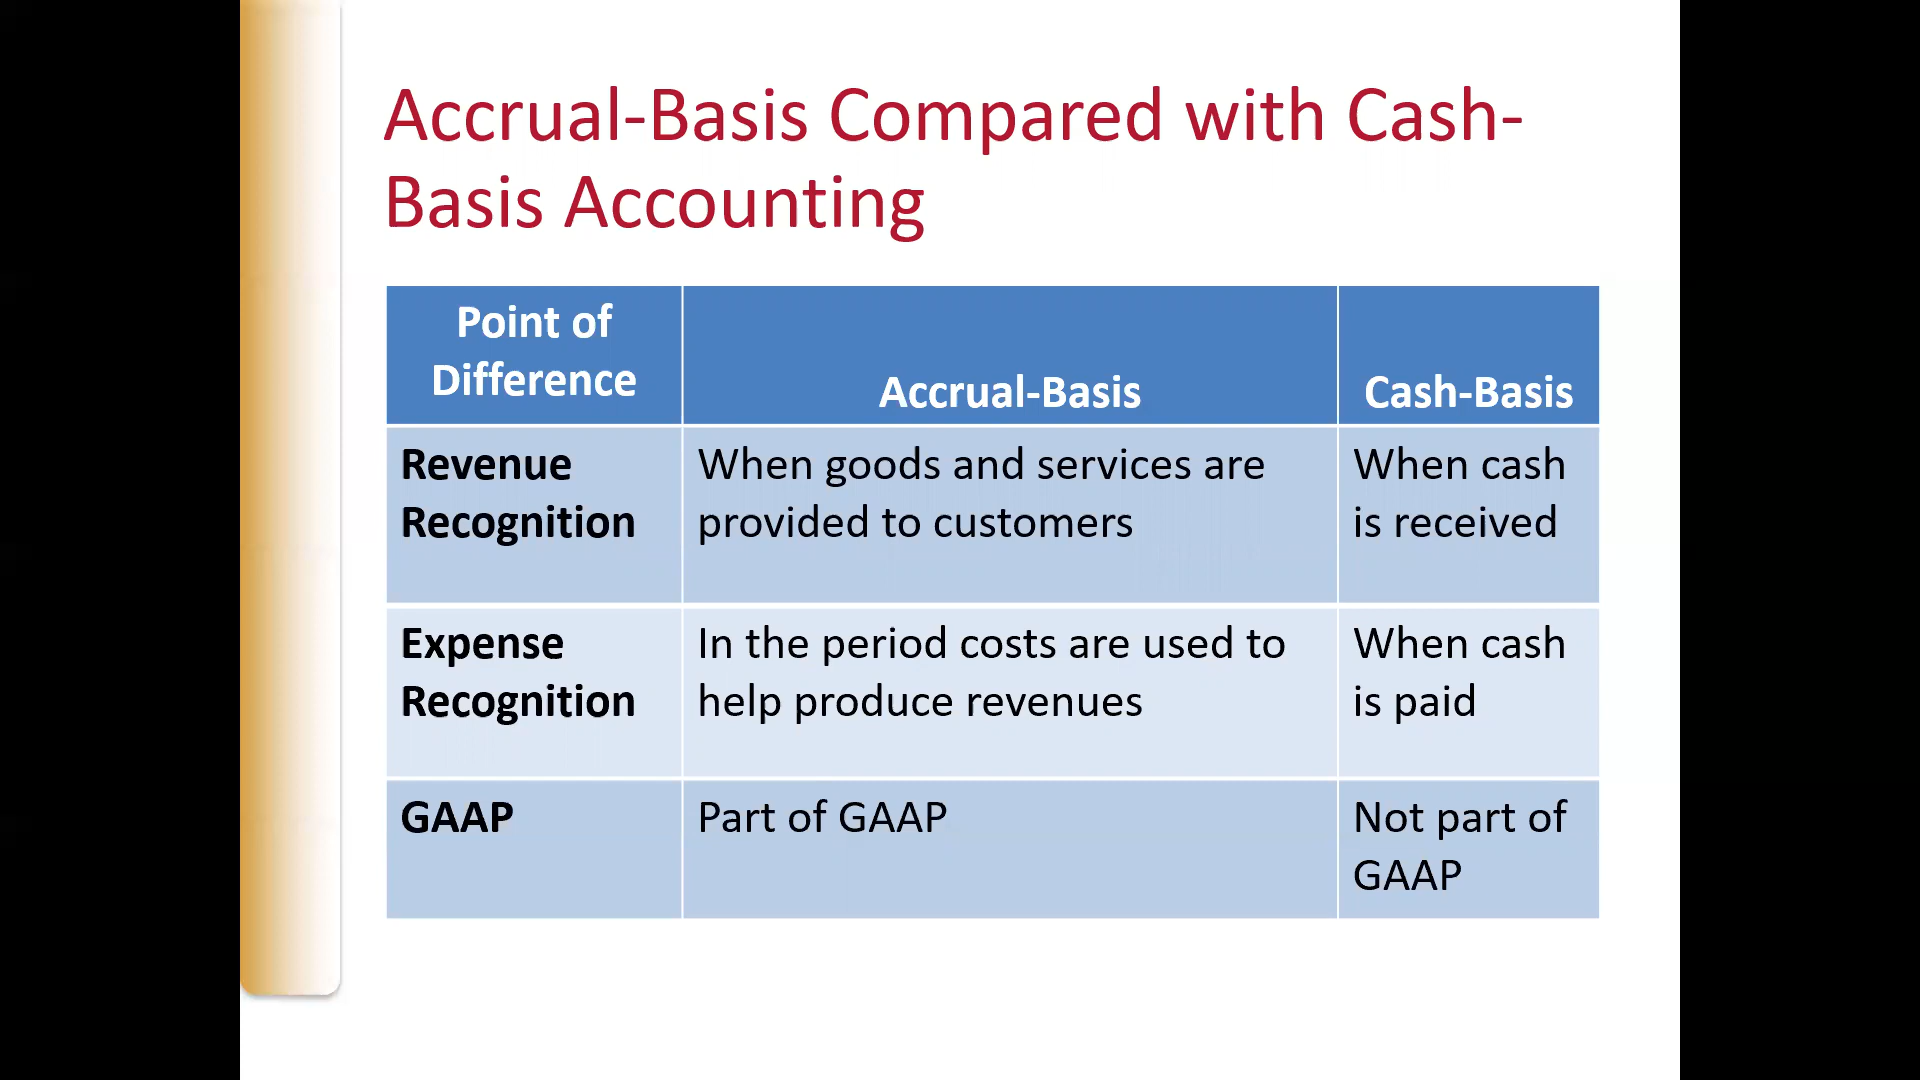 Accrual-Basis Compared with Cash-
Basis Accounting
Point of
Difference
Accrual-Basis
Cash-Basis
Revenue
Recognition
When goods and services are
provided to customers
When cash
is received
Expense
Recognition
In the period costs are used to
help produce revenues
When cash
is paid
GAAP
Part of GAAP
Not part of
GAAP